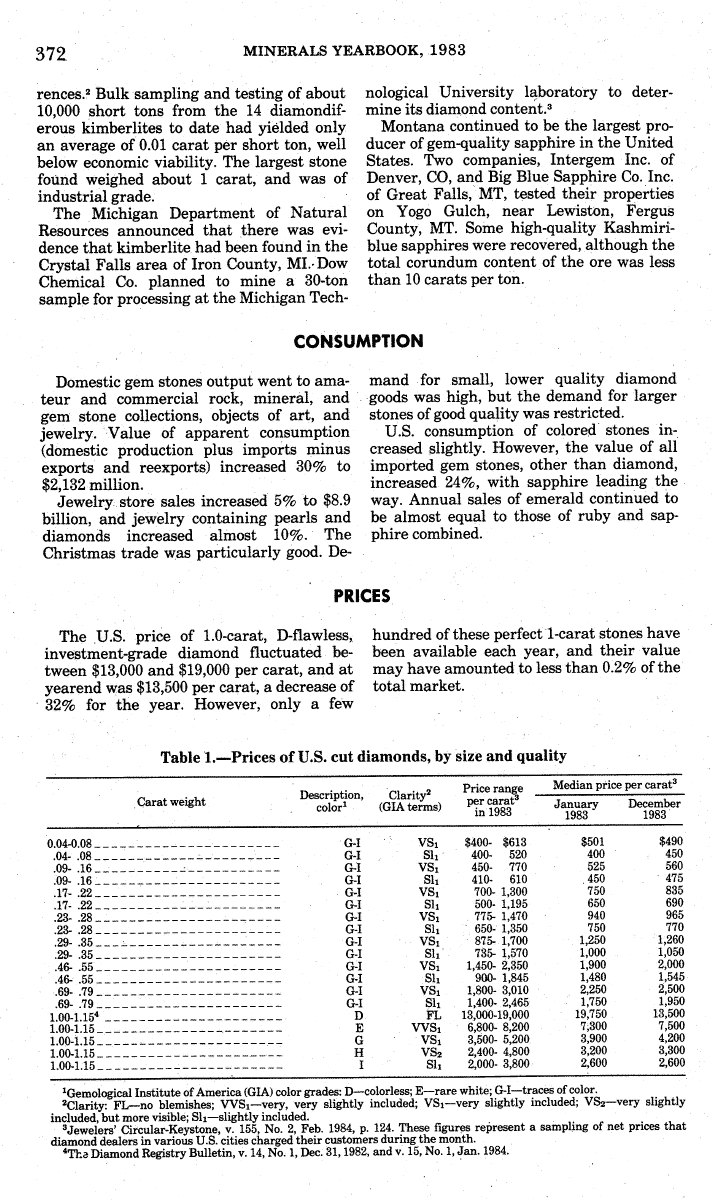 372
MINERALS YEARBOOK, 1983
rences.² Bulk sampling and testing of about
10,000 short tons from the 14 diamondif-
erous kimberlites to date had yielded only
an average of 0.01 carat per short ton, well
below economic viability. The largest stone
found weighed about 1 carat, and was of
industrial grade.
The Michigan Department of Natural
Resources announced that there was evi-
dence that kimberlite had been found in the
Crystal Falls area of Iron County, MI. Dow
Chemical Co. planned to mine a 30-ton
sample for processing at the Michigan Tech-
nological University laboratory to deter-
mine its diamond content.³
Montana continued to be the largest pro-
ducer of gem-quality sapphire in the United
States. Two companies, Intergem Inc. of
Denver, CO, and Big Blue Sapphire Co. Inc.
of Great Falls, MT, tested their properties
on Yogo Gulch, near Lewiston, Fergus
County, MT. Some high-quality Kashmiri-
blue sapphires were recovered, although the
total corundum content of the ore was less
than 10 carats per ton.
CONSUMPTION
Domestic gem stones output went to ama-
teur and commercial rock, mineral, and
gem stone collections, objects of art, and
jewelry. Value of apparent consumption
(domestic production plus imports minus
exports and reexports) increased 30% to
$2,132 million.
Jewelry store sales increased 5% to $8.9
billion, and jewelry containing pearls and
diamonds increased almost 10%. The
Christmas trade was particularly good. De-
mand for small, lower quality diamond
goods was high, but the demand for larger
stones of good quality was restricted.
U.S. consumption of colored stones in-
creased slightly. However, the value of all
imported gem stones, other than diamond,
increased 24%, with sapphire leading the
way. Annual sales of emerald continued to
be almost equal to those of ruby and sap-
phire combined.
PRICES
The U.S. price of 1.0-carat, D-flawless,
investment-grade diamond fluctuated be-
tween $13,000 and $19,000 per carat, and at
yearend was $13,500 per carat, a decrease of
32% for the year. However, only a few
hundred of these perfect 1-carat stones have
been available each year, and their value
may have amounted to less than 0.2% of the
total market.
Table 1.—Prices of U.S. cut diamonds, by size and quality
Carat weight Description, color¹ Clarity² (GIA terms) Price range per carat³ in 1983 Median price per carat³
January 1983 December 1983
0.04-0.08 G-I VS₁ $400- $613 $501 $490
.04- .08 G-I Sl₁ 400- 520 400 450
.09- .16 G-I VS₁ 450- 770 525 560
.09- .16 G-I Sl₁ 410- 610 450 475
.17- .22 G-I VS₁ 700- 1,300 750 835
.17- .22 G-I Sl₁ 500- 1,195 650 690
.23- .28 G-I VS₁ 775- 1,470 940 965
.23- .28 G-I Sl₁ 650- 1,350 750 770
.29- .35 G-I VS₁ 875- 1,700 1,250 1,260
.29- .35 G-I Sl₁ 735- 1,570 1,000 1,050
.46- .55 G-I VS₁ 1,450- 2,350 1,900 2,000
.46- .55 G-I Sl₁ 900- 1,845 1,480 1,545
.69- .79 G-I VS₁ 1,800- 3,010 2,250 2,500
.69- .79 G-I Sl₁ 1,400- 2,465 1,750 1,950
1.00-1.15⁴ D FL 13,000-19,000 19,750 13,500
1.00-1.15 E VVS₁ 6,800- 8,200 7,300 7,500
1.00-1.15 G VS₁ 3,500- 5,200 3,900 4,200
1.00-1.15 H VS₂ 2,400- 4,800 3,200 3,300
1.00-1.15 I Sl₁ 2,000- 3,800 2,600 2,600
¹Gemological Institute of America (GIA) color grades: D—colorless; E—rare white; G-I—traces of color.
²Clarity: FL—no blemishes; VVS₁—very, very slightly included; VS₁—very slightly included; VS₂—very slightly
included, but more visible; Sl₁—slightly included.
³Jewelers' Circular-Keystone, v. 155, No. 2, Feb. 1984, p. 124. These figures represent a sampling of net prices that
diamond dealers in various U.S. cities charged their customers during the month.
⁴The Diamond Registry Bulletin, v. 14, No. 1, Dec. 31, 1982, and v. 15, No. 1, Jan. 1984.